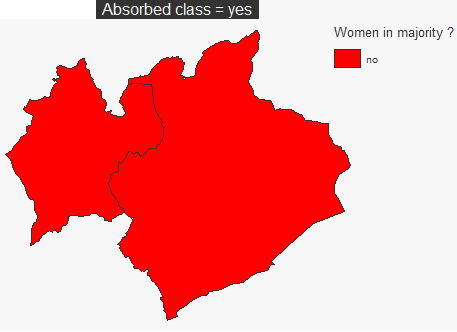 Absorbed class = yes
Women in majority ?
no